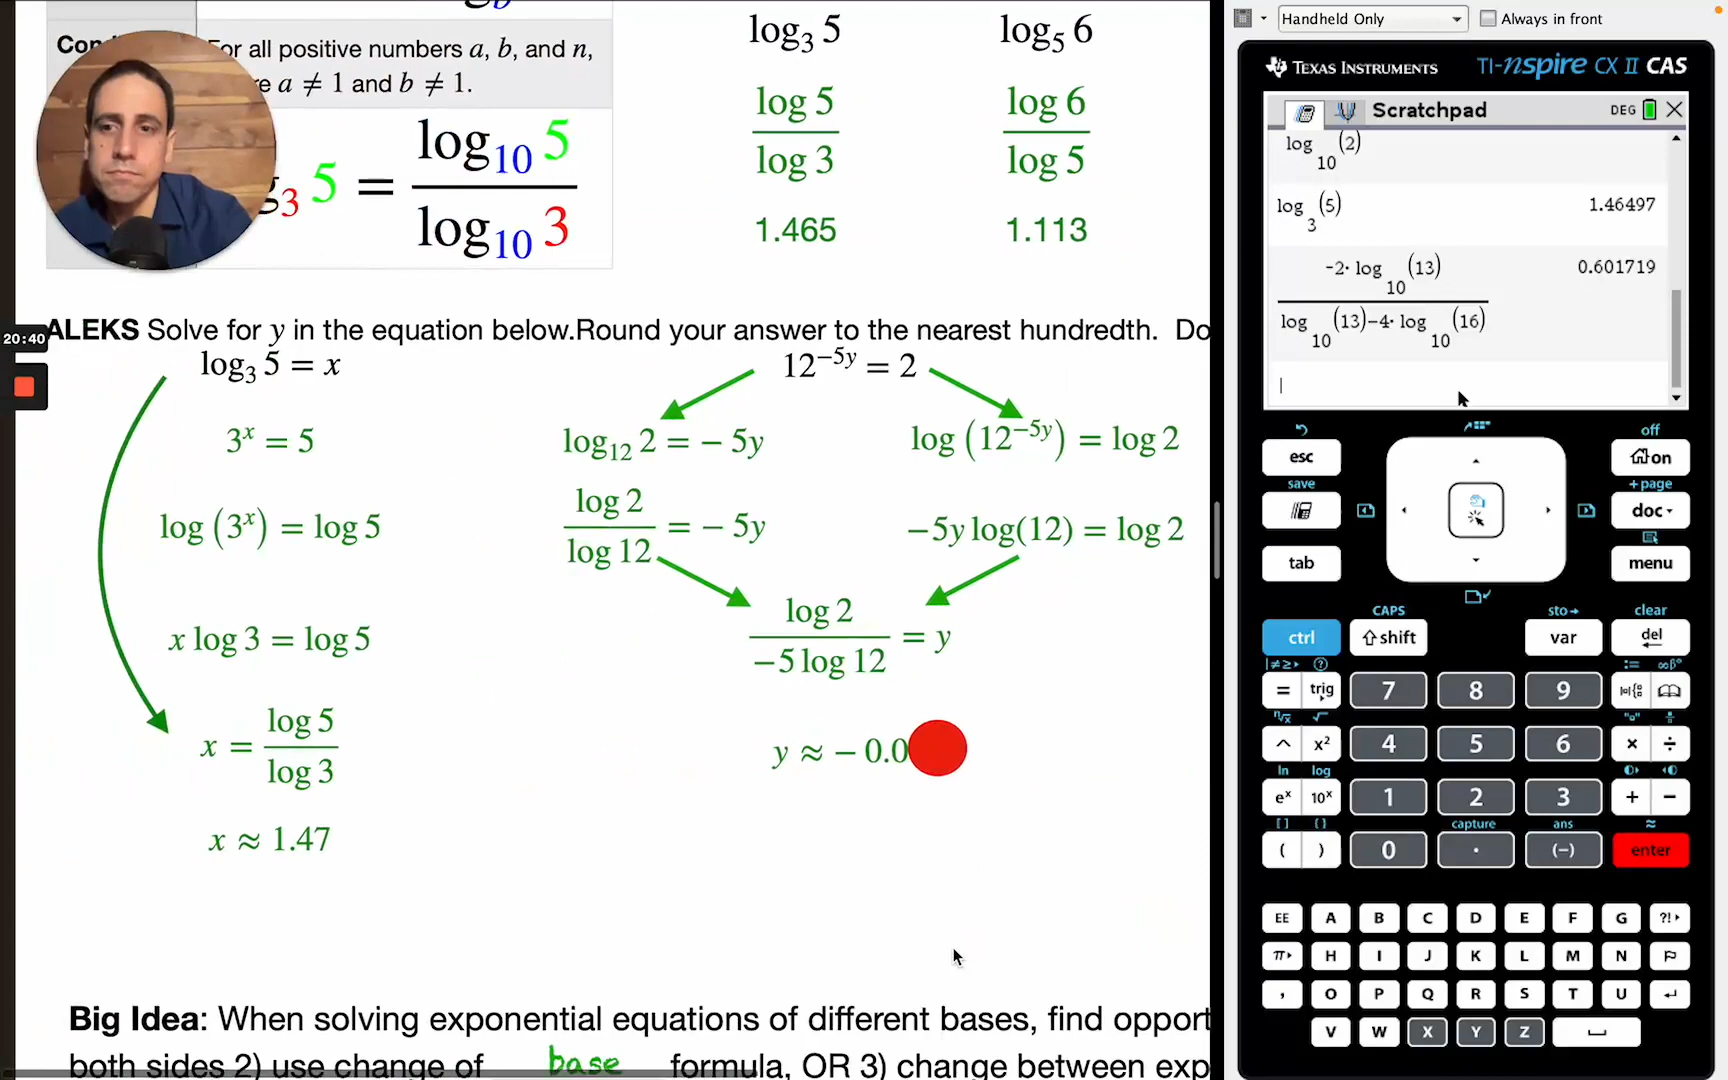 Con
For all positive numbers a, b, and n,
e a ≠ 1 and b ≠ 1.
3 5 = log10 5 / log10 3
log3 5
log 5 / log 3
1.465
log5 6
log 6 / log 5
1.113
20:40
ALEKS Solve for y in the equation below.Round your answer to the nearest hundredth. Do
log3 5 = x
3^x = 5
log (3^x) = log 5
x log 3 = log 5
x = log 5 / log 3
x ≈ 1.47
12^−5y = 2
log12 2 = − 5y
log 2 / log 12 = − 5y
log (12^−5y) = log 2
−5y log(12) = log 2
log 2 / −5 log 12 = y
y ≈ − 0.0
Big Idea: When solving exponential equations of different bases, find opport
both sides 2) use change of base formula, OR 3) change between exp
Handheld Only
Always in front
TEXAS INSTRUMENTS TI-nspire CX II CAS
Scratchpad DEG
log10(2)
log3(5) 1.46497
-2·log10(13) / log10(13)-4·log10(16) 0.601719
off
esc on
save +page
doc
tab menu
CAPS sto→ clear
ctrl shift var del
|≠≥▸ ? := ∞β°
= trig 7 8 9
ⁿ√x √ "□"
^ x² 4 5 6 × ÷
ln log
eˣ 10ˣ 1 2 3 + −
[ ] { } capture ans ≈
( ) 0 . (−) enter
EE A B C D E F G ?!▸
π▸ H I J K L M N
, O P Q R S T U
V W X Y Z